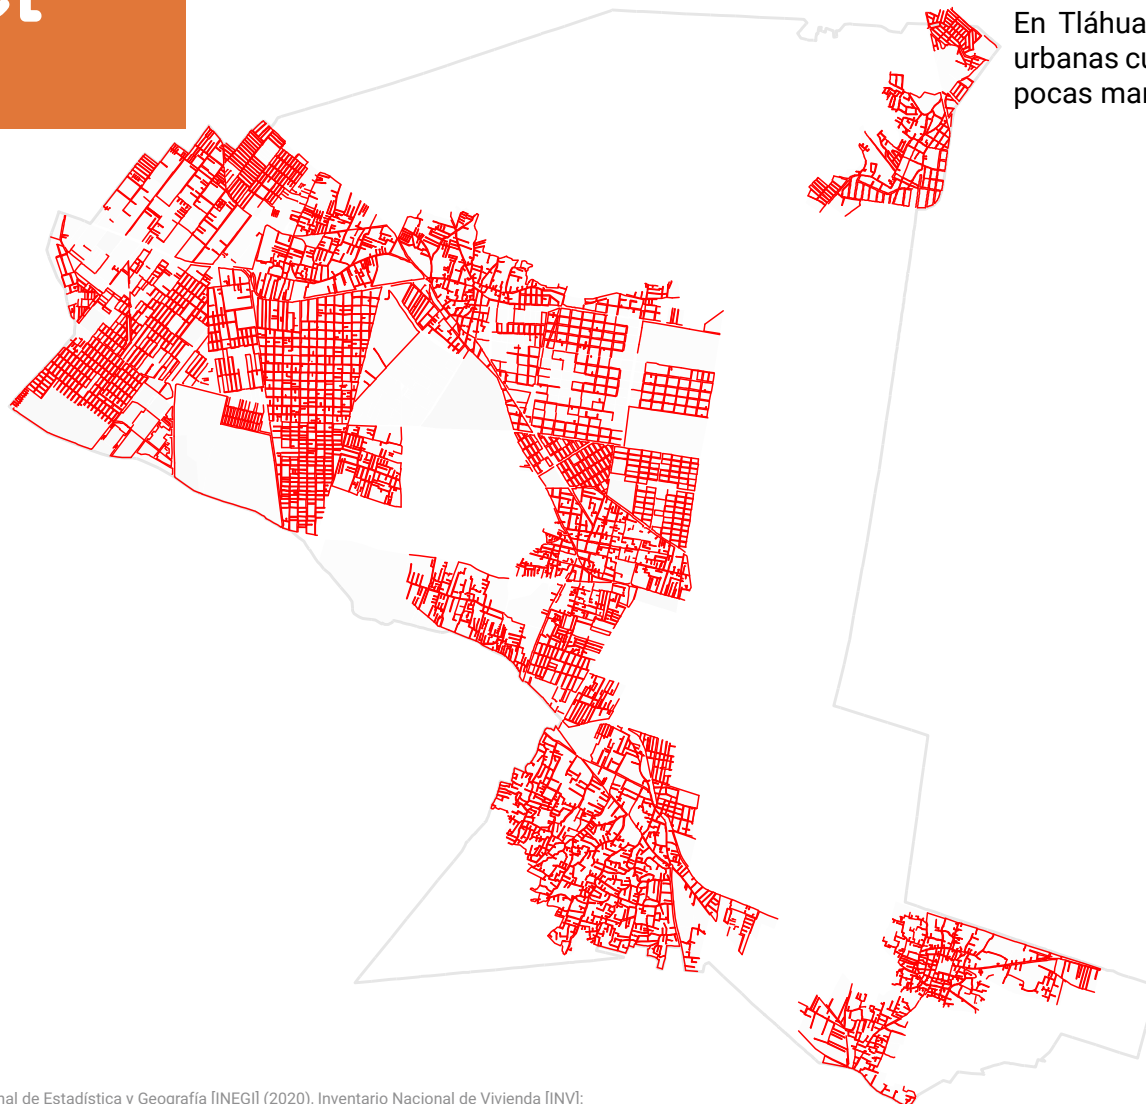 En Tláhua
urbanas cu
pocas mar
nal de Estadística y Geografía [INEGI] (2020). Inventario Nacional de Vivienda [INV];